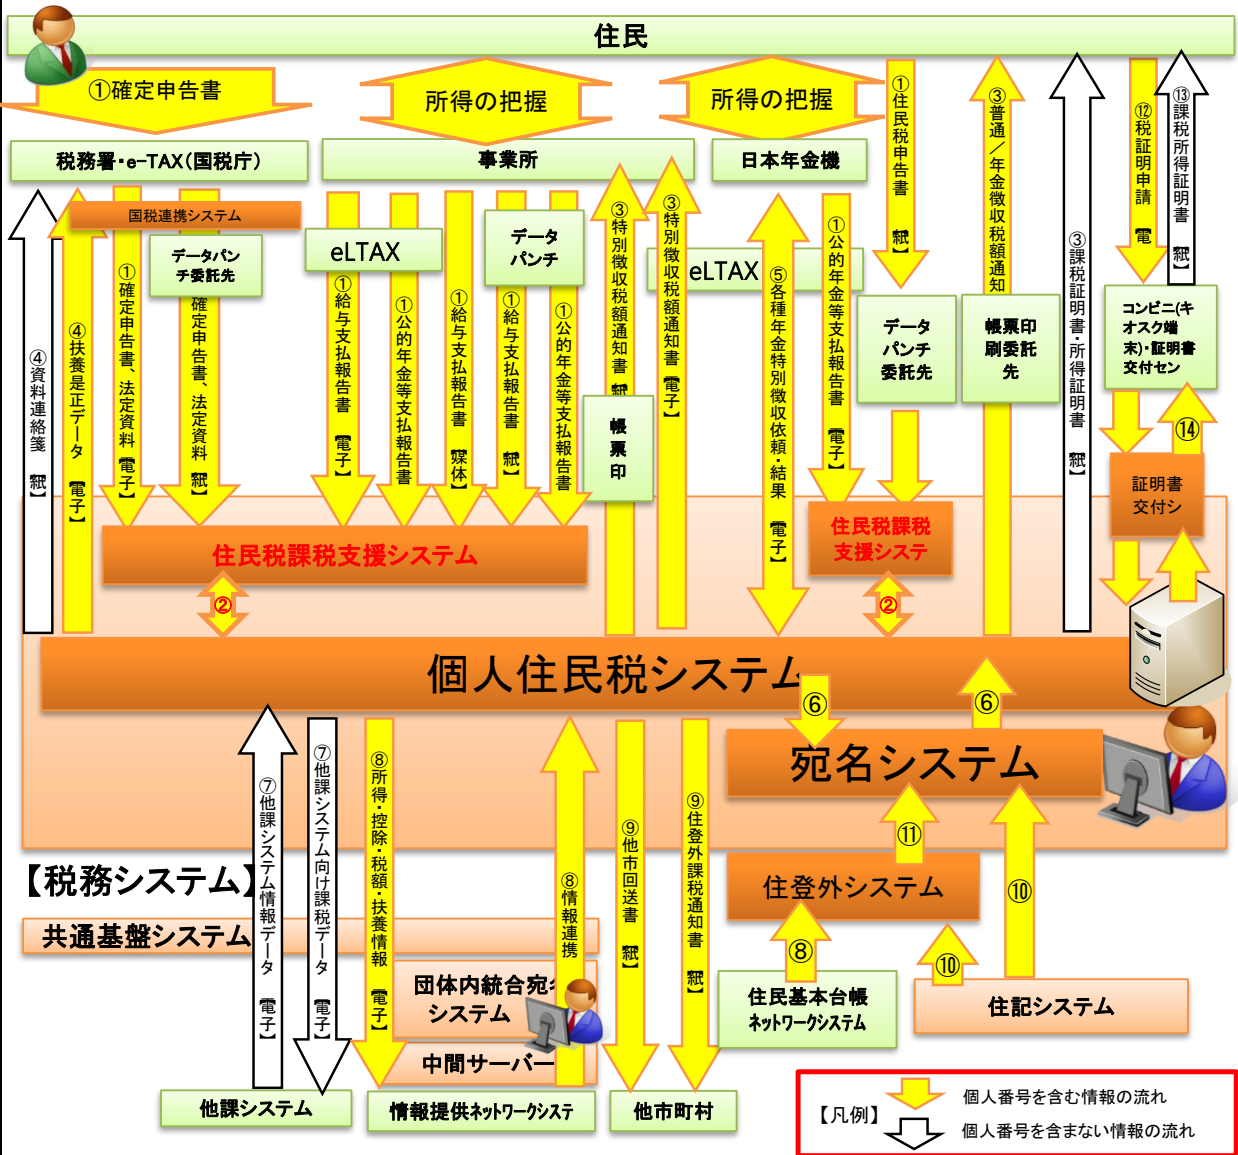 住民
①確定申告書
所得の把握
所得の把握
①住民税申告書 【紙】
③普通／年金徴収税額通知
③課税証明書・所得証明書 【紙】
⑫税証明申請 【電
⑬課税所得証明書 【紙】
税務署・e-TAX(国税庁)
事業所
日本年金機
国税連携システム
データパン
チ委託先
eLTAX
データ
パンチ
eLTAX
④資料連絡箋 【紙】
④扶養是正データ 【電子】
①確定申告書、法定資料 【電子】
確定申告書、法定資料 【紙】
①給与支払報告書 【電子】
①公的年金等支払報告書
①給与支払報告書 【媒体】
①給与支払報告書 【紙】
①公的年金等支払報告書
③特別徴収税額通知書 【紙
③特別徴収税額通知書 【電子】
⑤各種年金特別徴収依頼・結果 【電子】
①公的年金等支払報告書 【電子】
データ
パンチ
委託先
帳票印
刷委託
先
コンビニ(キ
オスク端
末)・証明書
交付セン
帳
票
印
⑭
証明書
交付シ
住民税課税支援システム
住民税課税
支援システ
②
②
個人住民税システム
⑥
⑥
宛名システム
⑦他課システム情報データ 【電子】
⑦他課システム向け課税データ 【電子】
⑧所得・控除・税額・扶養情報 【電子】
⑧情報連携
⑨他市回送書 【紙】
⑨住登外課税通知書 【紙】
⑪
⑩
【税務システム】
住登外システム
共通基盤システム
⑧
⑩
団体内統合宛名
システム
住民基本台帳
ネットワークシステム
住記システム
中間サーバー
他課システム
情報提供ネットワークシステ
他市町村
【凡例】
個人番号を含む情報の流れ
個人番号を含まない情報の流れ